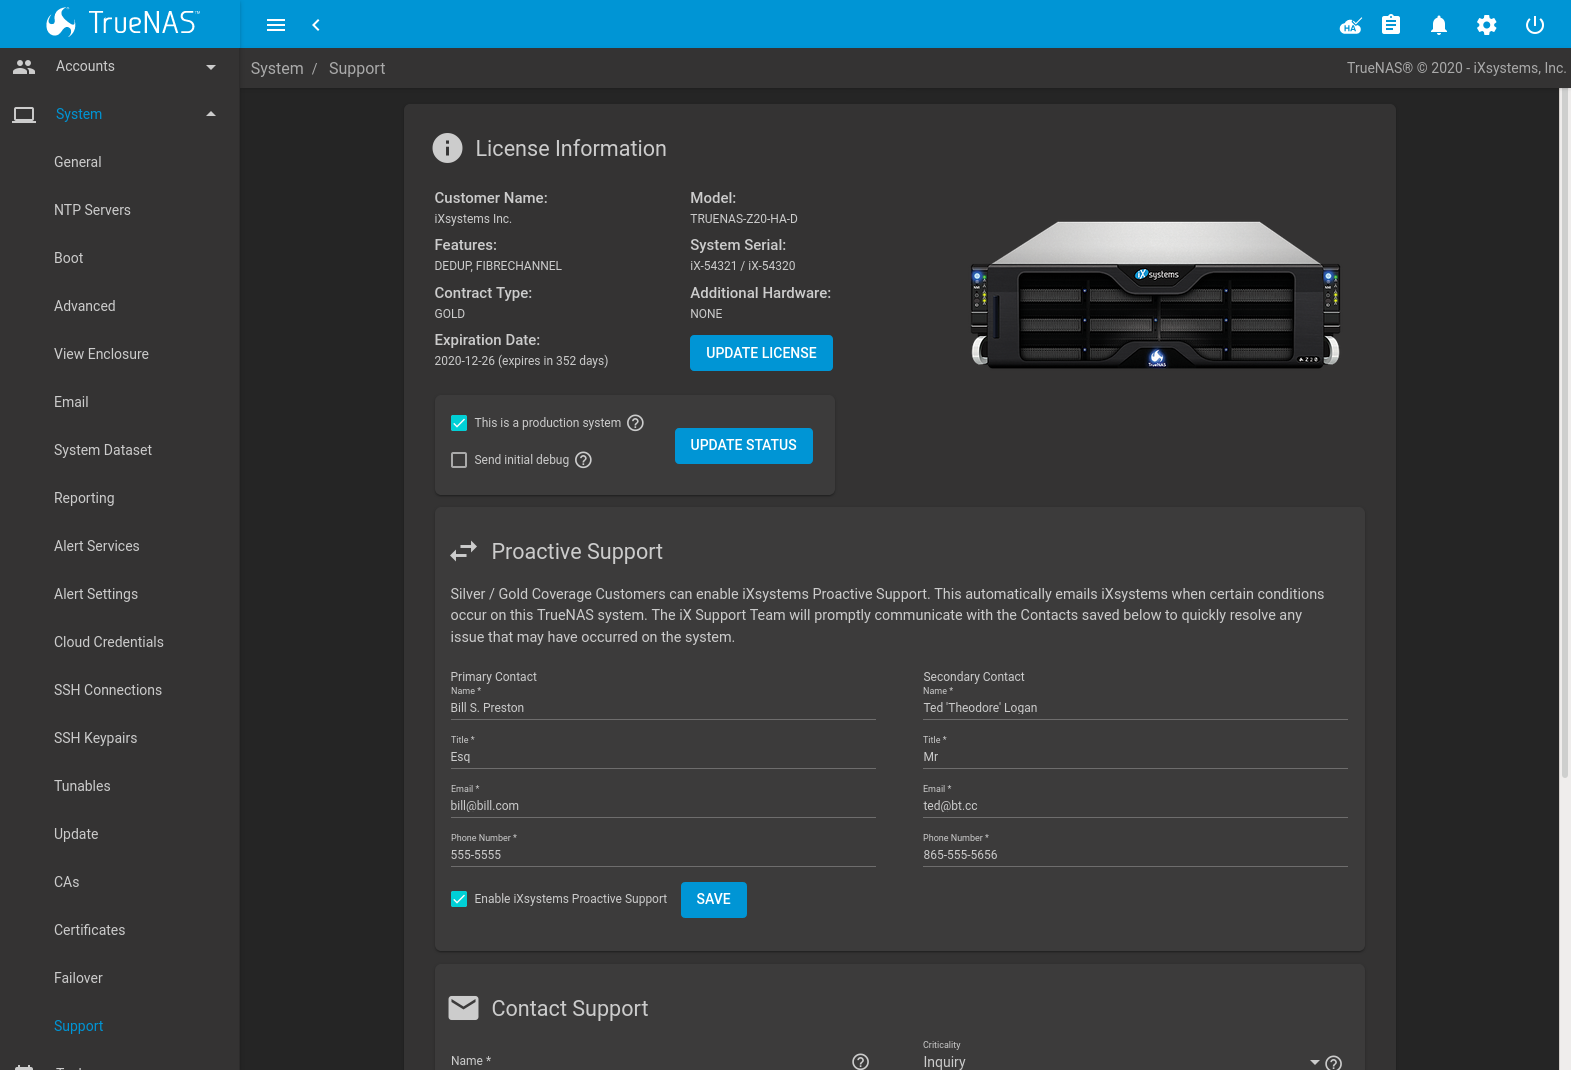 TrueNAS™
HA
Accounts
System
General
NTP Servers
Boot
Advanced
View Enclosure
Email
System Dataset
Reporting
Alert Services
Alert Settings
Cloud Credentials
SSH Connections
SSH Keypairs
Tunables
Update
CAs
Certificates
Failover
Support
System / Support
TrueNAS® © 2020 - iXsystems, Inc.
License Information
Customer Name:
iXsystems Inc.
Features:
DEDUP, FIBRECHANNEL
Contract Type:
GOLD
Expiration Date:
2020-12-26 (expires in 352 days)
Model:
TRUENAS-Z20-HA-D
System Serial:
iX-54321 / iX-54320
Additional Hardware:
NONE
UPDATE LICENSE
iXsystems
TrueNAS
Z20
This is a production system
Send initial debug
UPDATE STATUS
Proactive Support
Silver / Gold Coverage Customers can enable iXsystems Proactive Support. This automatically emails iXsystems when certain conditions
occur on this TrueNAS system. The iX Support Team will promptly communicate with the Contacts saved below to quickly resolve any
issue that may have occurred on the system.
Primary Contact
Name *
Bill S. Preston
Title *
Esq
Email *
bill@bill.com
Phone Number *
555-5555
Secondary Contact
Name *
Ted 'Theodore' Logan
Title *
Mr
Email *
ted@bt.cc
Phone Number *
865-555-5656
Enable iXsystems Proactive Support
SAVE
Contact Support
Name *
Criticality
Inquiry